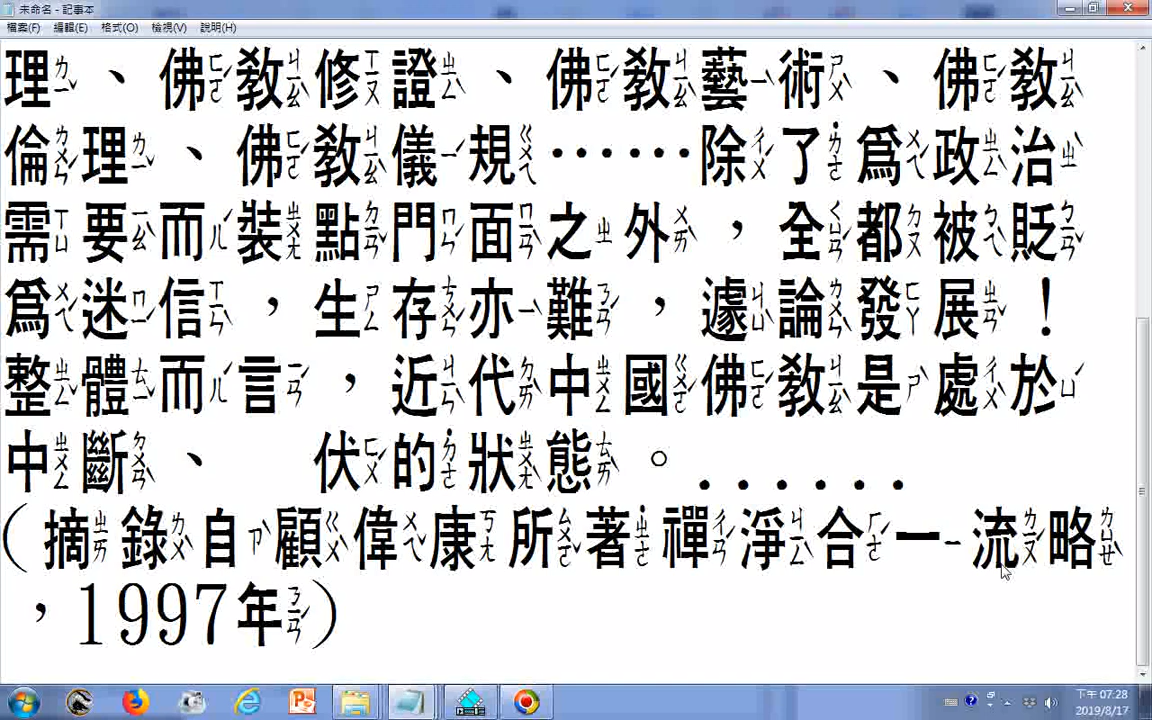 未命名 - 記事本
檔案(F) 編輯(E) 格式(O) 檢視(V) 說明(H)
理、佛教修證、佛教藝術、佛教
倫理、佛教儀規……除了為政治
需要而裝點門面之外，全都被貶
為迷信，生存亦難，遽論發展！
整體而言，近代中國佛教是處於
中斷、　伏的狀態。......
(摘錄自顧偉康所著禪淨合一流略
，1997年)
下午 07:28
2019/8/17